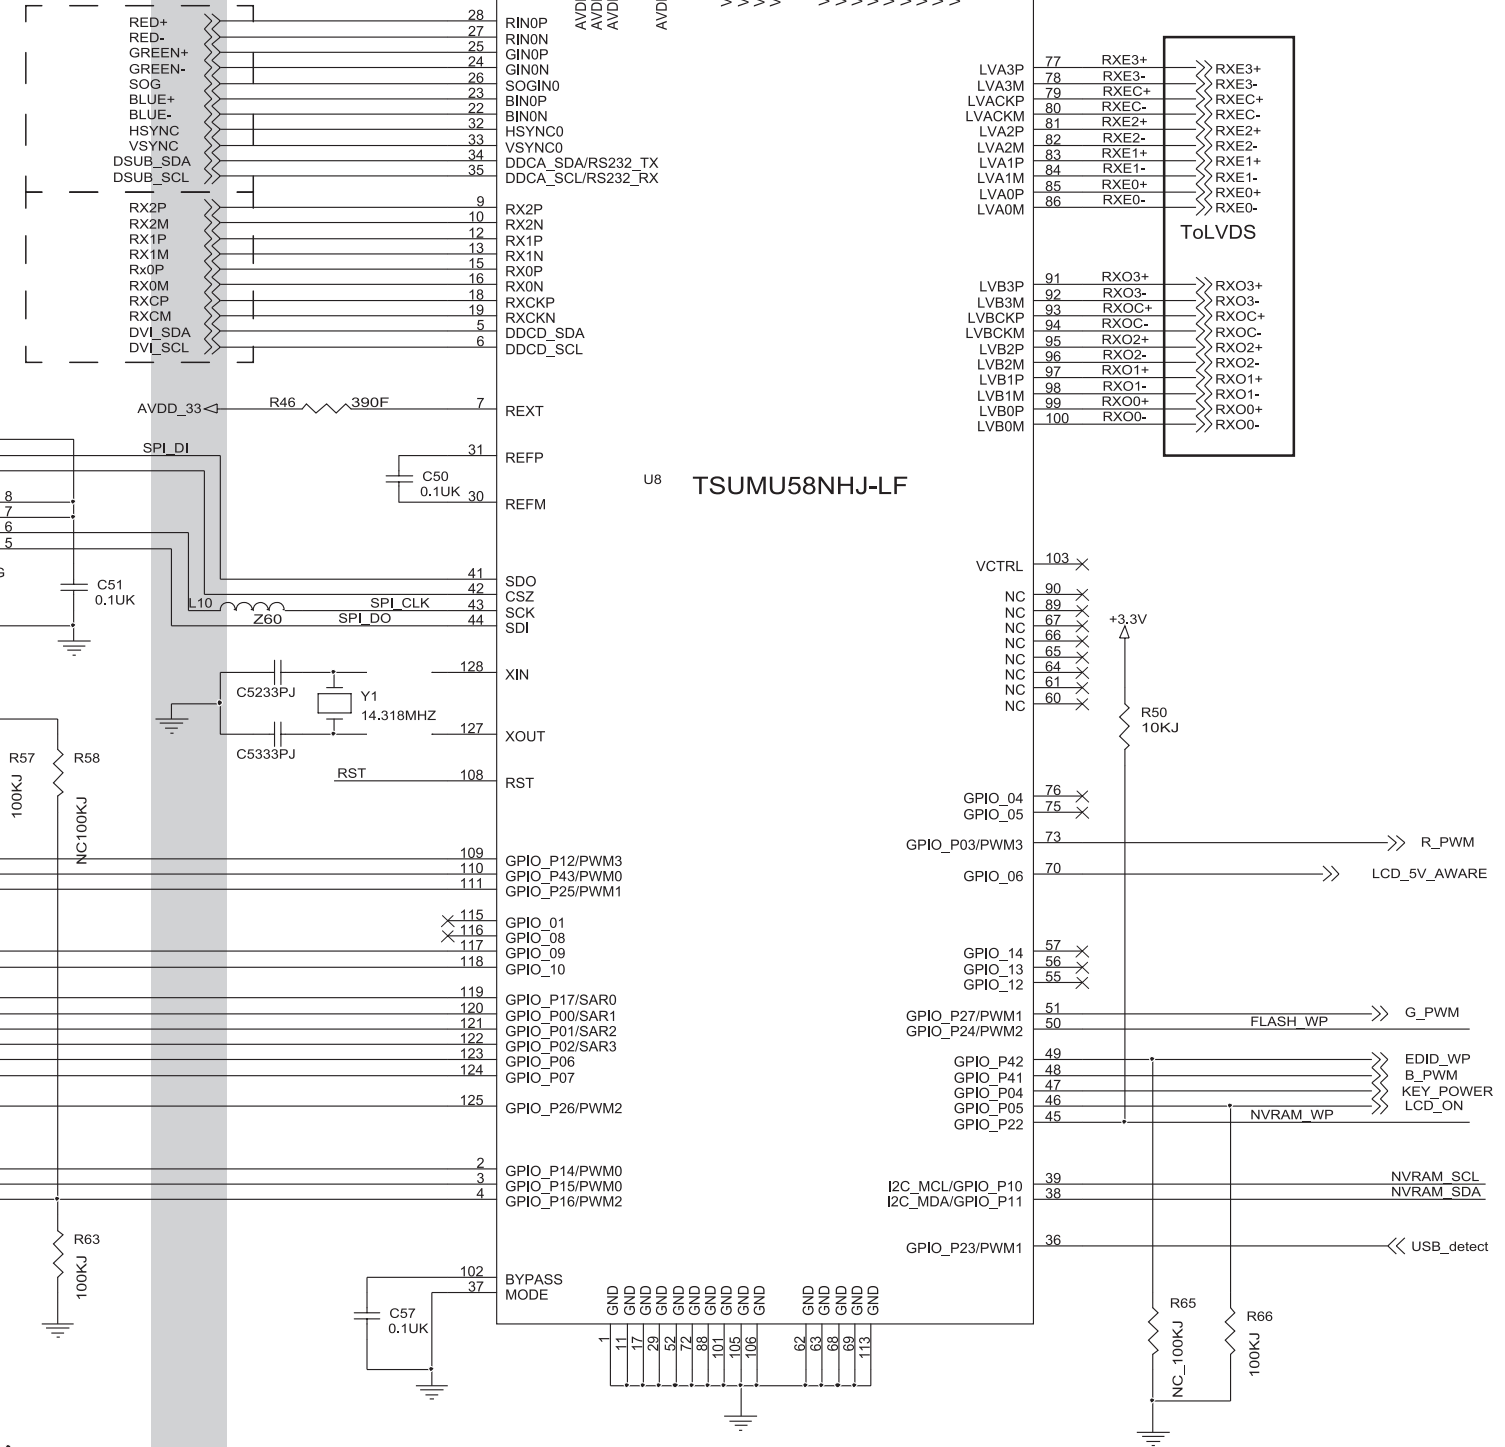 RED+
RED-
GREEN+
GREEN-
SOG
BLUE+
BLUE-
HSYNC
VSYNC
DSUB_SDA
DSUB_SCL
RX2P
RX2M
RX1P
RX1M
Rx0P
RX0M
RXCP
RXCM
DVI_SDA
DVI_SCL
28 RIN0P
27 RIN0N
25 GIN0P
24 GIN0N
26 SOGIN0
23 BIN0P
22 BIN0N
32 HSYNC0
33 VSYNC0
34 DDCA_SDA/RS232_TX
35 DDCA_SCL/RS232_RX
9 RX2P
10 RX2N
12 RX1P
13 RX1N
15 RX0P
16 RX0N
18 RXCKP
19 RXCKN
5 DDCD_SDA
6 DDCD_SCL
AVDD_33 R46 390F 7 REXT
SPI_DI
31 REFP
C50
0.1UK
30 REFM
8
7
6
5
C51
0.1UK
41 SDO
42 CSZ
L10 Z60 SPI_CLK 43 SCK
SPI_DO 44 SDI
128 XIN
C5233PJ
Y1
14.318MHZ
127 XOUT
C5333PJ
RST 108 RST
R57
100KJ
R58
NC100KJ
109 GPIO_P12/PWM3
110 GPIO_P43/PWM0
111 GPIO_P25/PWM1
115 GPIO_01
116 GPIO_08
117 GPIO_09
118 GPIO_10
119 GPIO_P17/SAR0
120 GPIO_P00/SAR1
121 GPIO_P01/SAR2
122 GPIO_P02/SAR3
123 GPIO_P06
124 GPIO_P07
125 GPIO_P26/PWM2
2 GPIO_P14/PWM0
3 GPIO_P15/PWM0
4 GPIO_P16/PWM2
R63
100KJ
102 BYPASS
37 MODE
C57
0.1UK
U8 TSUMU58NHJ-LF
LVA3P 77 RXE3+ RXE3+
LVA3M 78 RXE3- RXE3-
LVACKP 79 RXEC+ RXEC+
LVACKM 80 RXEC- RXEC-
LVA2P 81 RXE2+ RXE2+
LVA2M 82 RXE2- RXE2-
LVA1P 83 RXE1+ RXE1+
LVA1M 84 RXE1- RXE1-
LVA0P 85 RXE0+ RXE0+
LVA0M 86 RXE0- RXE0-
ToLVDS
LVB3P 91 RXO3+ RXO3+
LVB3M 92 RXO3- RXO3-
LVBCKP 93 RXOC+ RXOC+
LVBCKM 94 RXOC- RXOC-
LVB2P 95 RXO2+ RXO2+
LVB2M 96 RXO2- RXO2-
LVB1P 97 RXO1+ RXO1+
LVB1M 98 RXO1- RXO1-
LVB0P 99 RXO0+ RXO0+
LVB0M 100 RXO0- RXO0-
VCTRL 103
NC 90
NC 89
NC 67
NC 66
NC 65
NC 64
NC 61
NC 60
+3.3V
R50
10KJ
GPIO_04 76
GPIO_05 75
GPIO_P03/PWM3 73 R_PWM
GPIO_06 70 LCD_5V_AWARE
GPIO_14 57
GPIO_13 56
GPIO_12 55
GPIO_P27/PWM1 51 G_PWM
GPIO_P24/PWM2 50 FLASH_WP
GPIO_P42 49 EDID_WP
GPIO_P41 48 B_PWM
GPIO_P04 47 KEY_POWER
GPIO_P05 46 LCD_ON
GPIO_P22 45 NVRAM_WP
I2C_MCL/GPIO_P10 39 NVRAM_SCL
I2C_MDA/GPIO_P11 38 NVRAM_SDA
GPIO_P23/PWM1 36 USB_detect
R65
NC_100KJ
R66
100KJ
GND GND GND GND GND GND GND GND GND GND GND GND GND GND GND
1 11 17 29 52 72 88 101 105 106 62 63 68 69 113